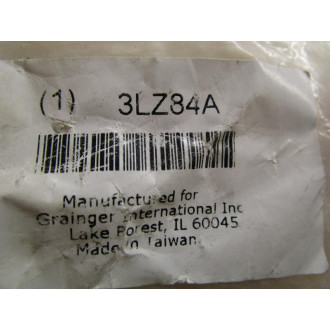 (1) 3LZ84A
Manufactured for
Grainger International Inc
Lake Forest, IL 60045
Made in Taiwan